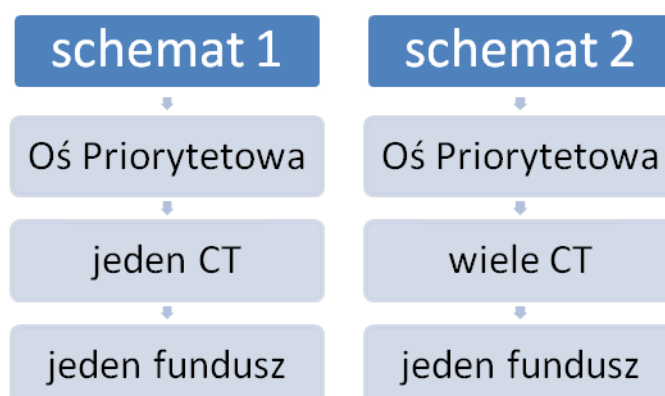 schemat 1
Oś Priorytetowa
jeden CT
jeden fundusz
schemat 2
Oś Priorytetowa
wiele CT
jeden fundusz